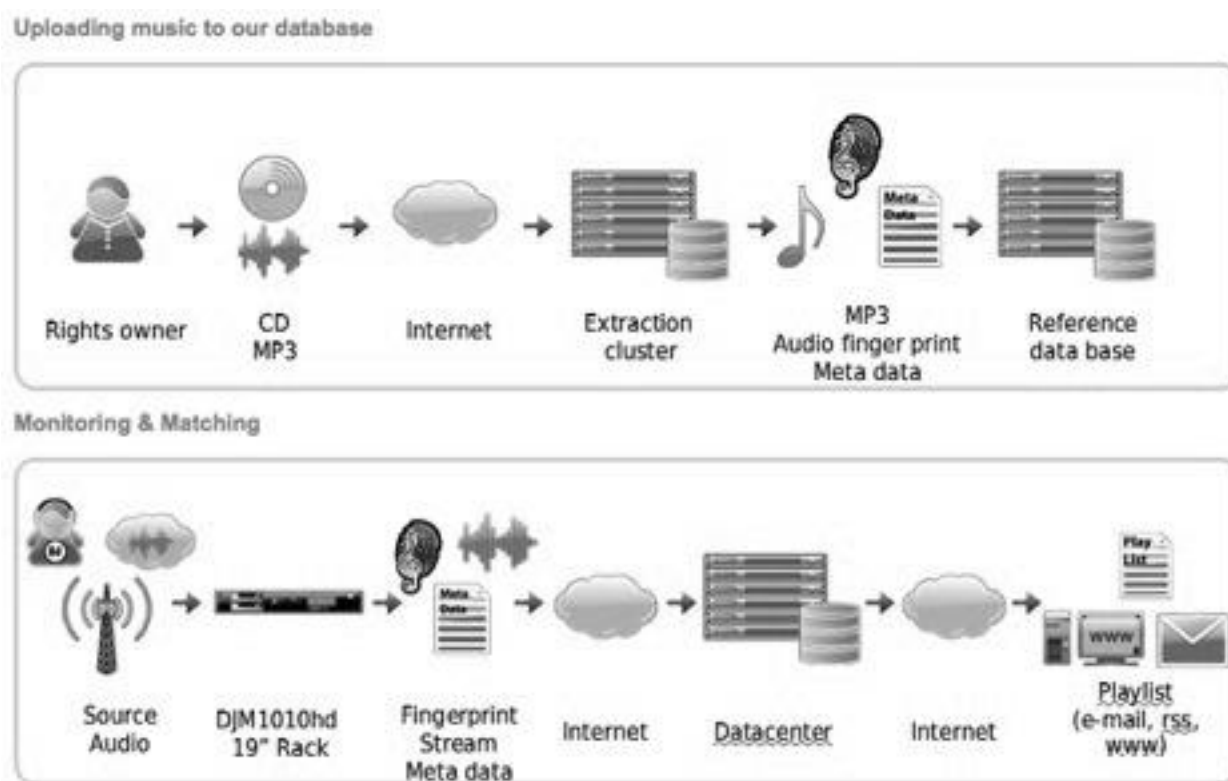 Uploading music to our database
Meta
Data
Rights owner
CD
MP3
Internet
Extraction
cluster
MP3
Audio finger print
Meta data
Reference
data base
Monitoring & Matching
M
Play
List
Meta
Data
www
Source
Audio
DJM1010hd
19" Rack
Fingerprint
Stream
Meta data
Internet
Datacenter
Internet
Playlist
(e-mail, rss,
www)